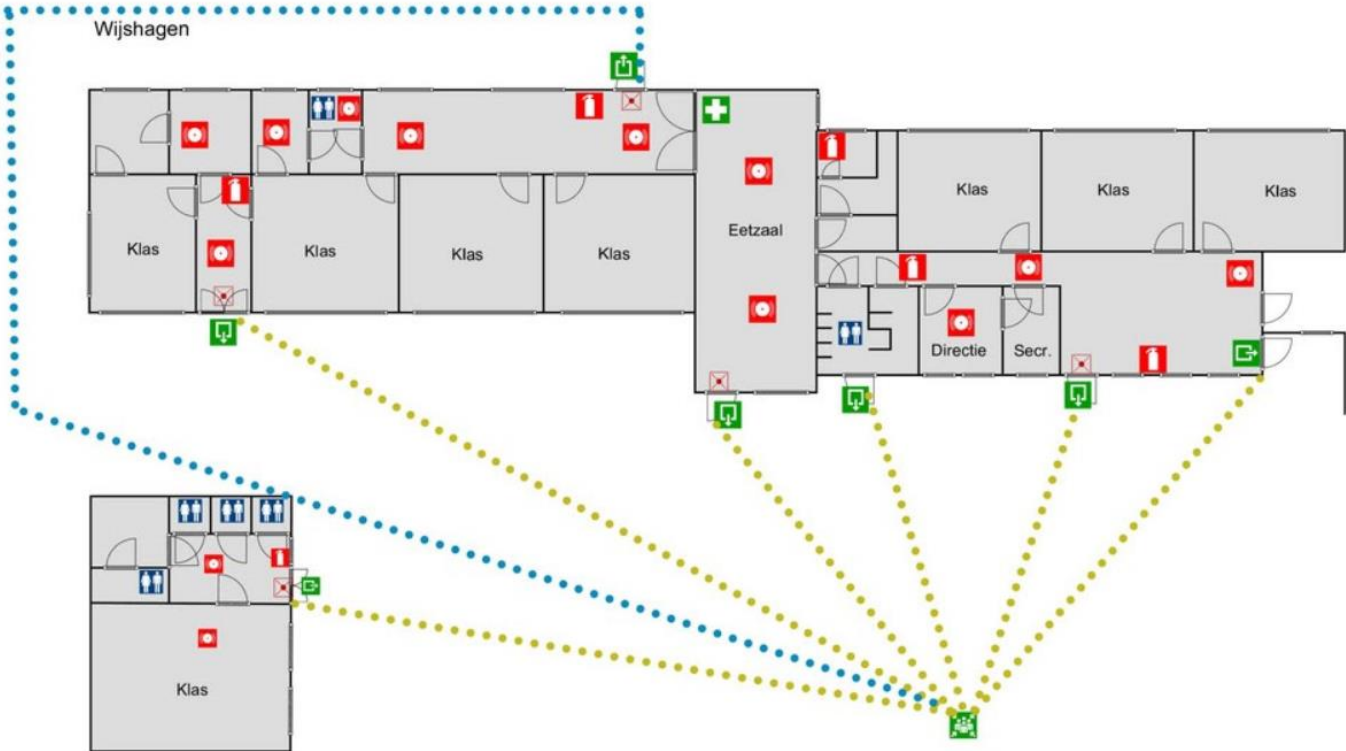 Wijshagen
Klas
Klas
Klas
Eetzaal
Klas
Klas
Klas
Klas
Directie
Secr.
Klas